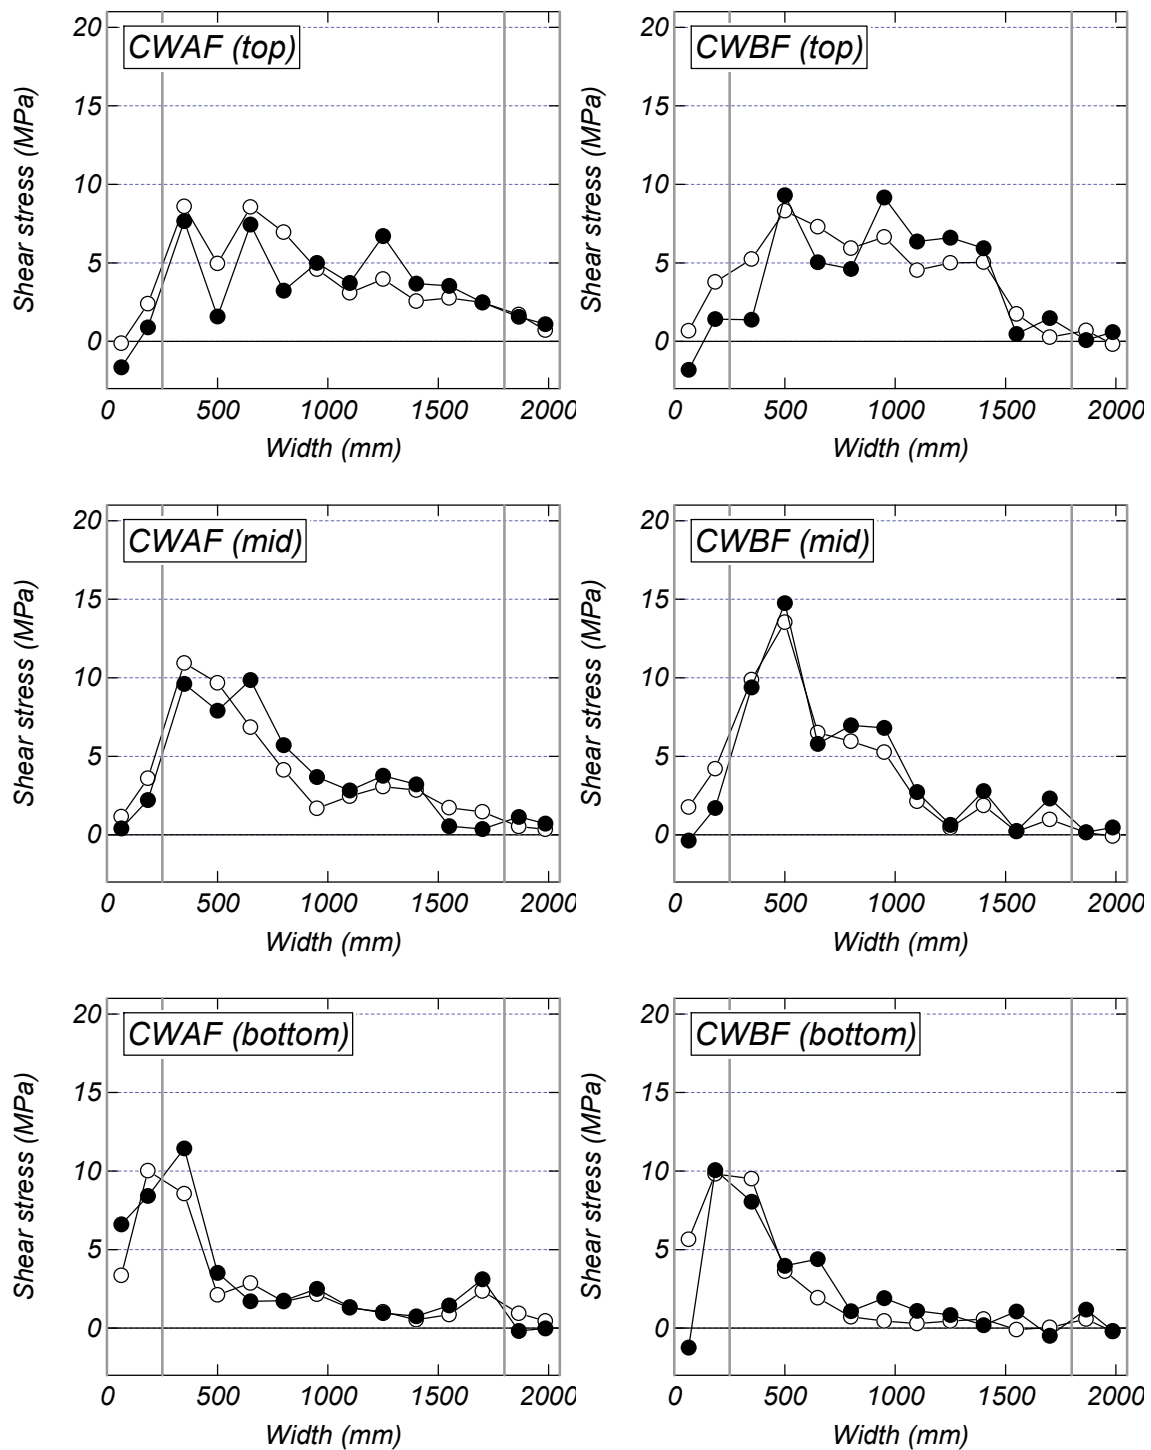 CWAF (top)
20
15
10
5
0
Shear stress (MPa)
0 500 1000 1500 2000
Width (mm)
CWBF (top)
20
15
10
5
0
Shear stress (MPa)
0 500 1000 1500 2000
Width (mm)
CWAF (mid)
20
15
10
5
0
Shear stress (MPa)
0 500 1000 1500 2000
Width (mm)
CWBF (mid)
20
15
10
5
0
Shear stress (MPa)
0 500 1000 1500 2000
Width (mm)
CWAF (bottom)
20
15
10
5
0
Shear stress (MPa)
0 500 1000 1500 2000
Width (mm)
CWBF (bottom)
20
15
10
5
0
Shear stress (MPa)
0 500 1000 1500 2000
Width (mm)